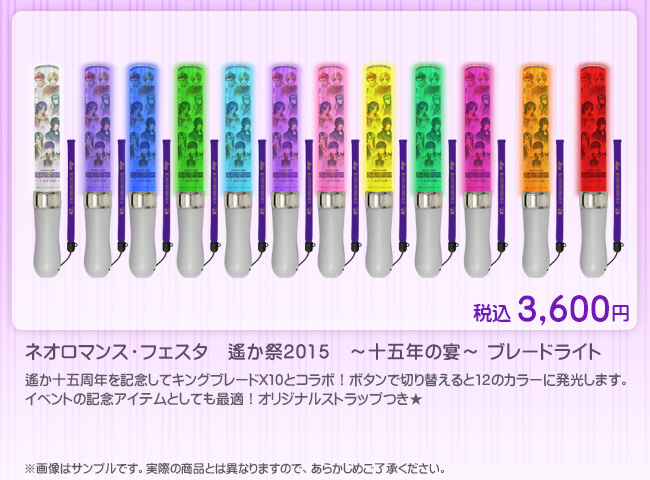 税込 3,600円
ネオロマンス・フェスタ　遙か祭2015　～十五年の宴～ ブレードライト
遙か十五周年を記念してキングブレードX10とコラボ！ボタンで切り替えると12のカラーに発光します。
イベントの記念アイテムとしても最適！オリジナルストラップつき★
※画像はサンプルです。実際の商品とは異なりますので、あらかじめご了承ください。